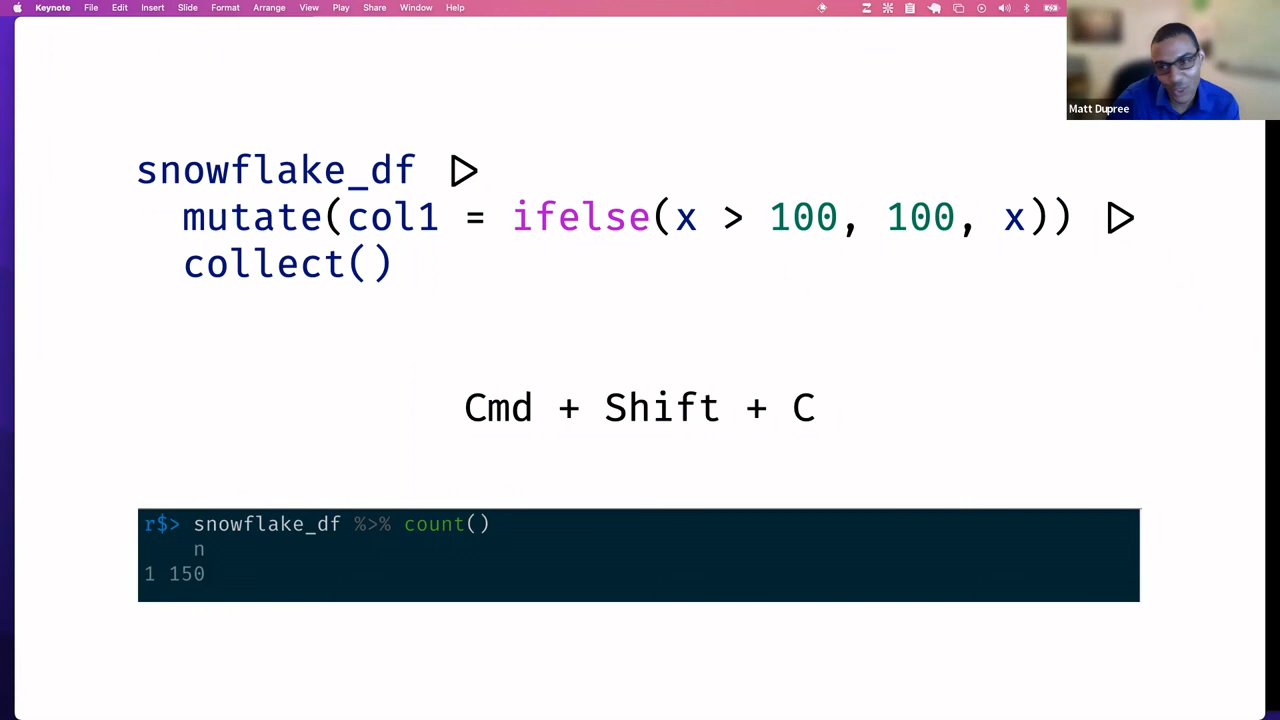 Keynote File Edit Insert Slide Format Arrange View Play Share Window Help
Matt Dupree
snowflake_df |>
mutate(col1 = ifelse(x > 100, 100, x)) |>
collect()
Cmd + Shift + C
r$> snowflake_df %>% count()
n
1 150